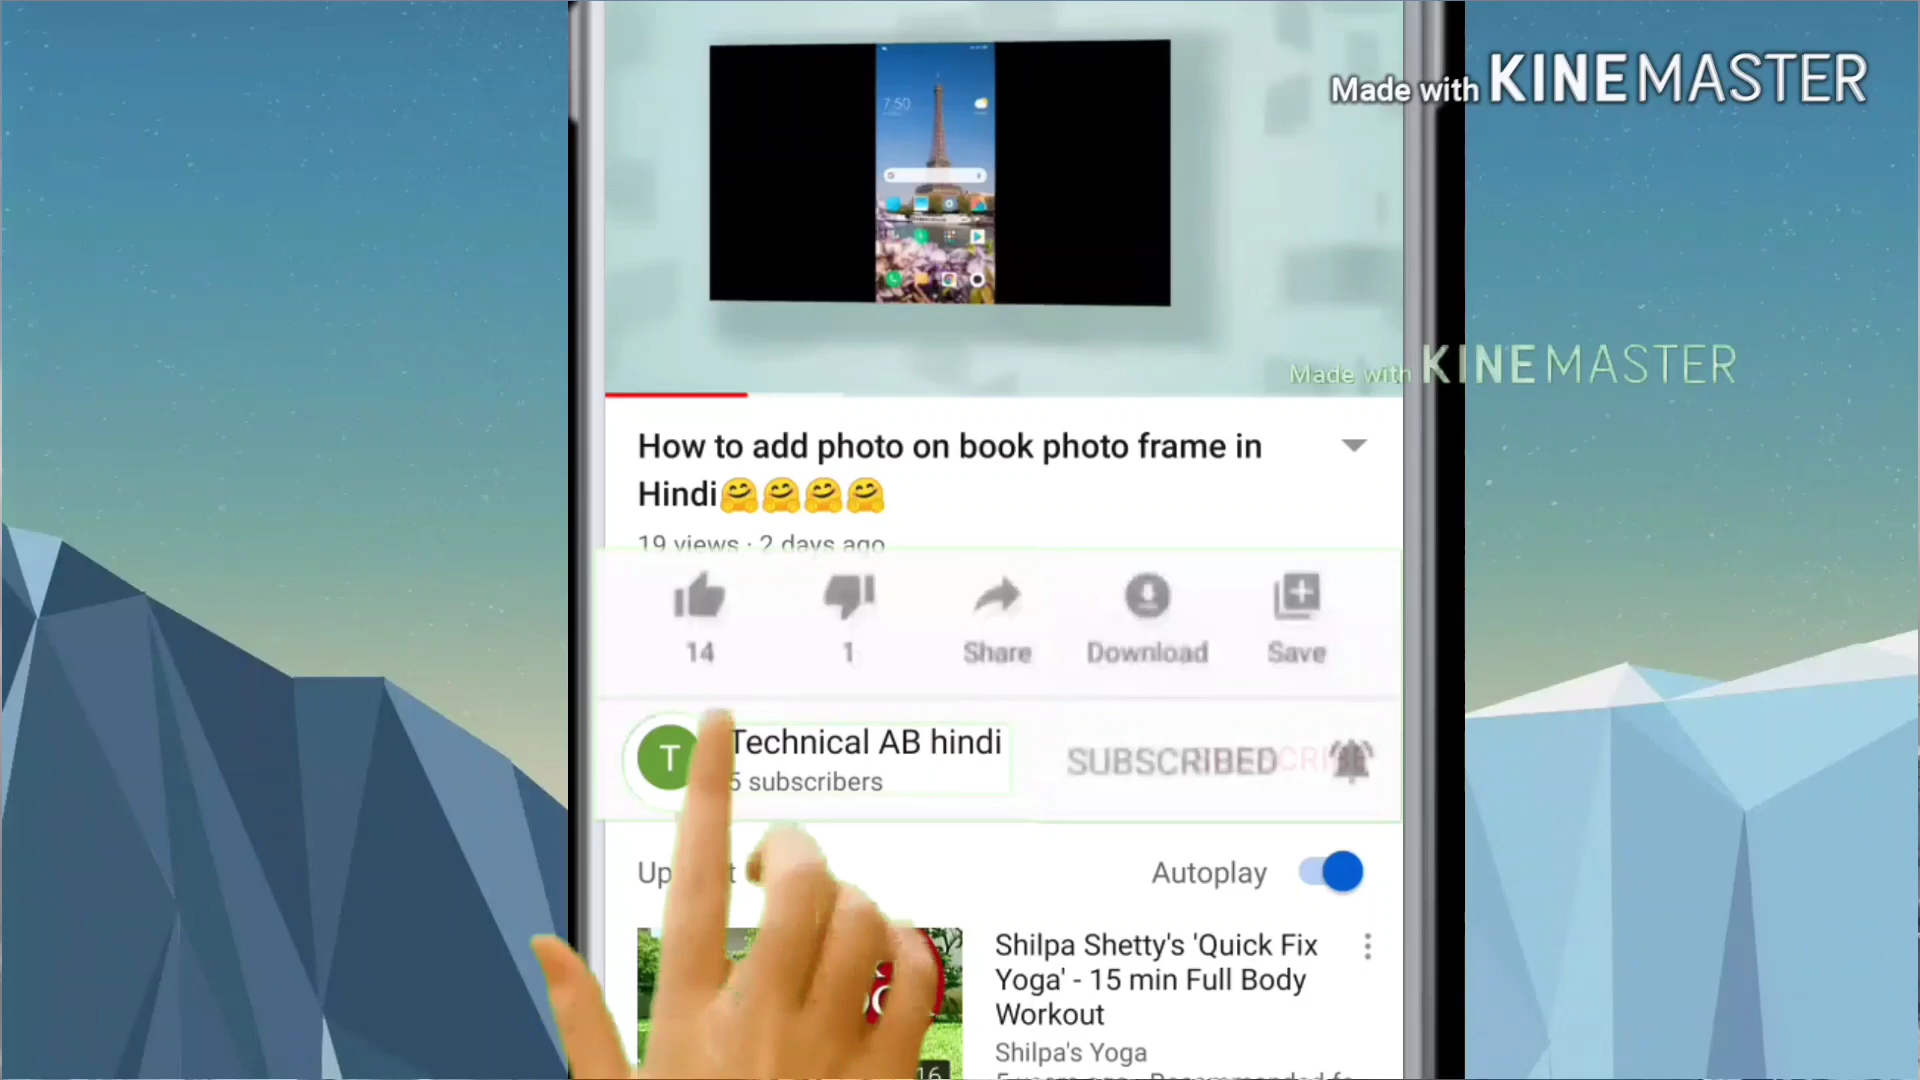 Made with KINEMASTER
7:50
Made with KINEMASTER
How to add photo on book photo frame in
Hindi🤗🤗🤗🤗
19 views · 2 days ago
14
1
Share
Download
Save
T
Technical AB hindi
5 subscribers
SUBSCRIBED
Autoplay
Shilpa Shetty's 'Quick Fix
Yoga' - 15 min Full Body
Workout
Shilpa's Yoga
16